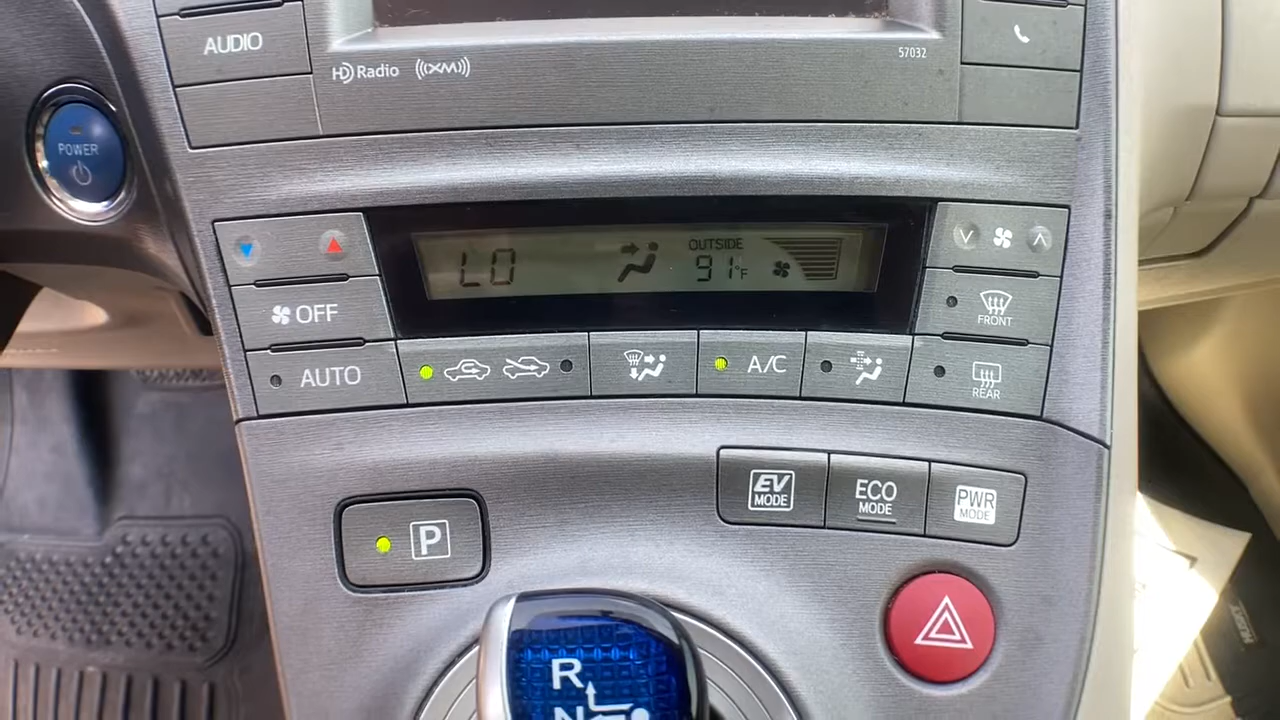 AUDIO
HD Radio
((XM))
57032
POWER
LO
OUTSIDE
91°F
OFF
FRONT
AUTO
A/C
REAR
EV
MODE
ECO
MODE
PWR
MODE
P
R
N